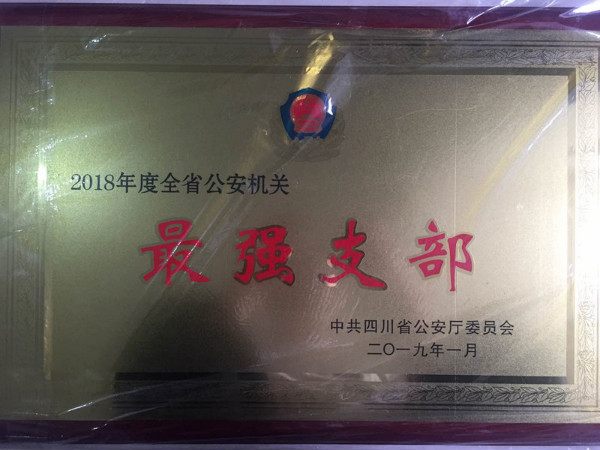 2018年度全省公安机关
最强支部
中共四川省公安厅委员会
二〇一九年一月